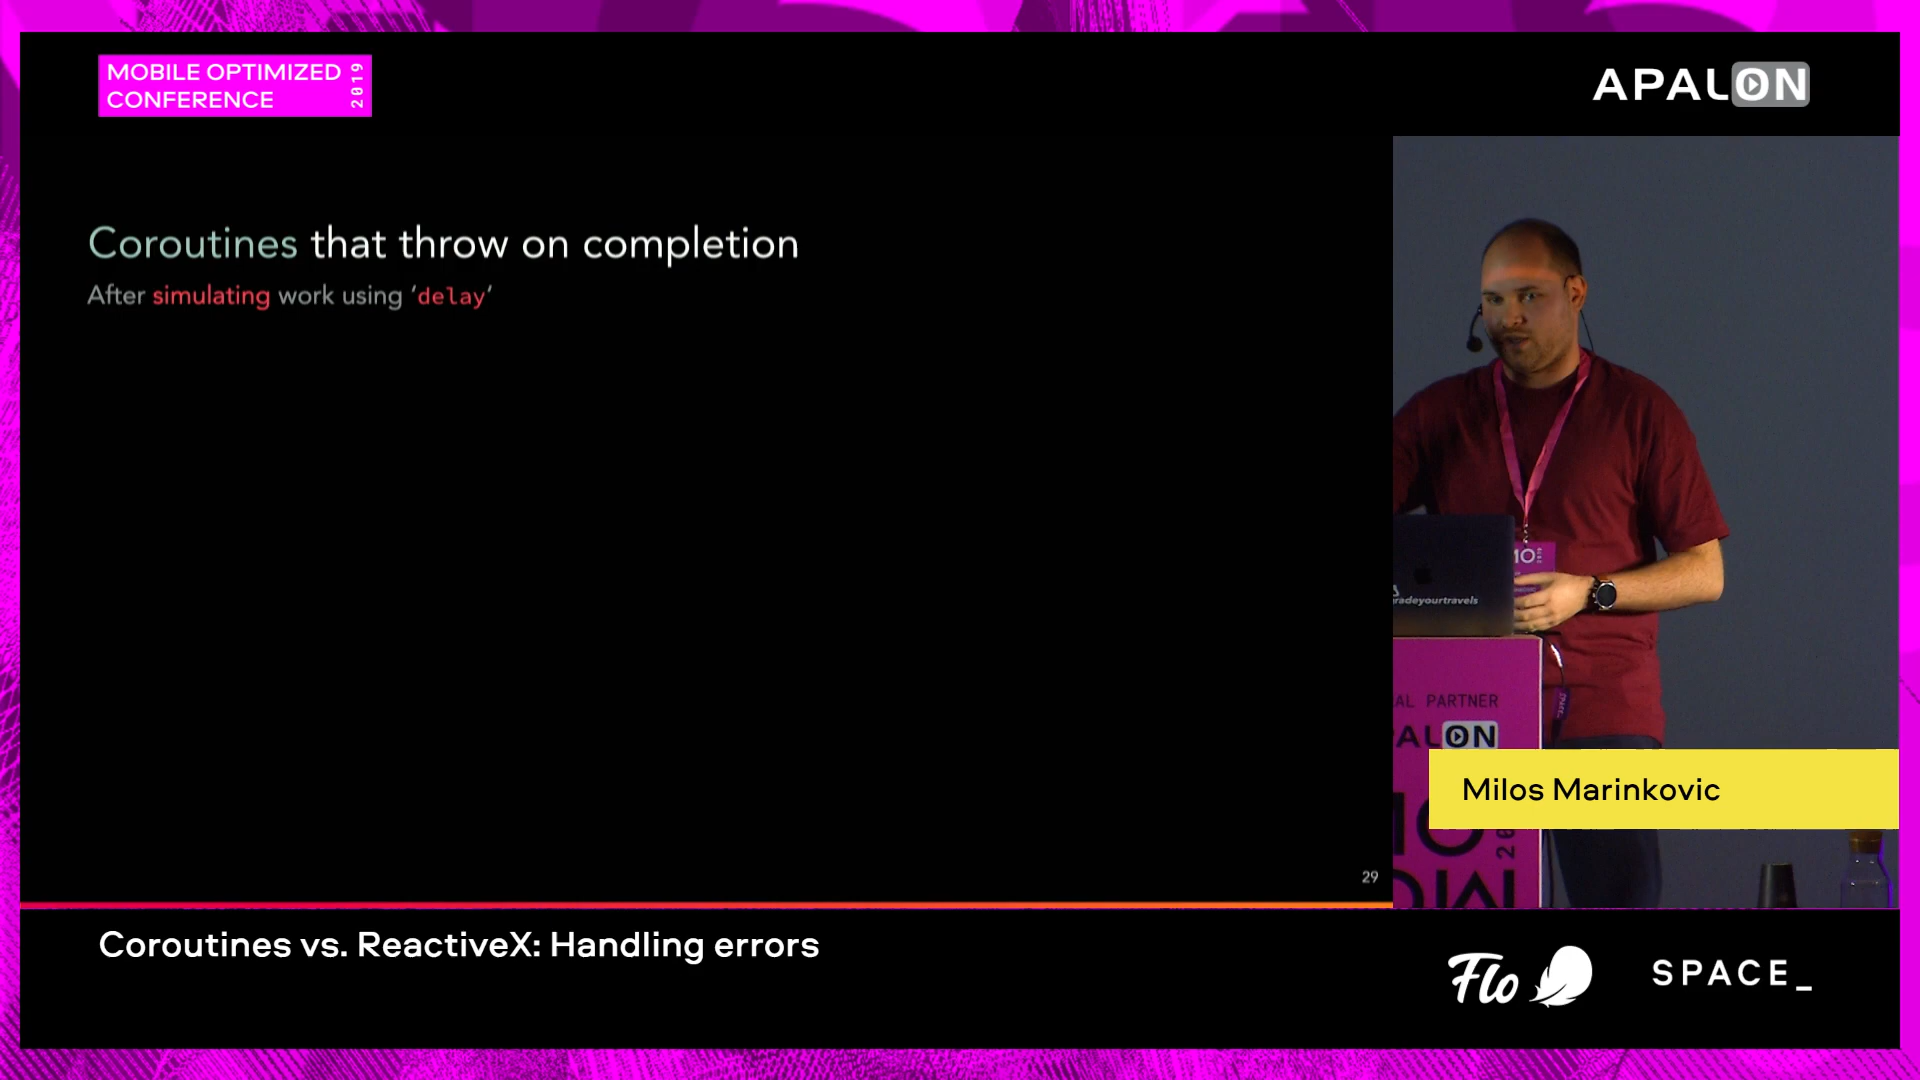 MOBILE OPTIMIZED
CONFERENCE
2019
APALON
Coroutines that throw on completion
After simulating work using ‘delay‘
radeyourtravels
AL PARTNER
ALON
Milos Marinkovic
29
Coroutines vs. ReactiveX: Handling errors
Flo
SPACE_